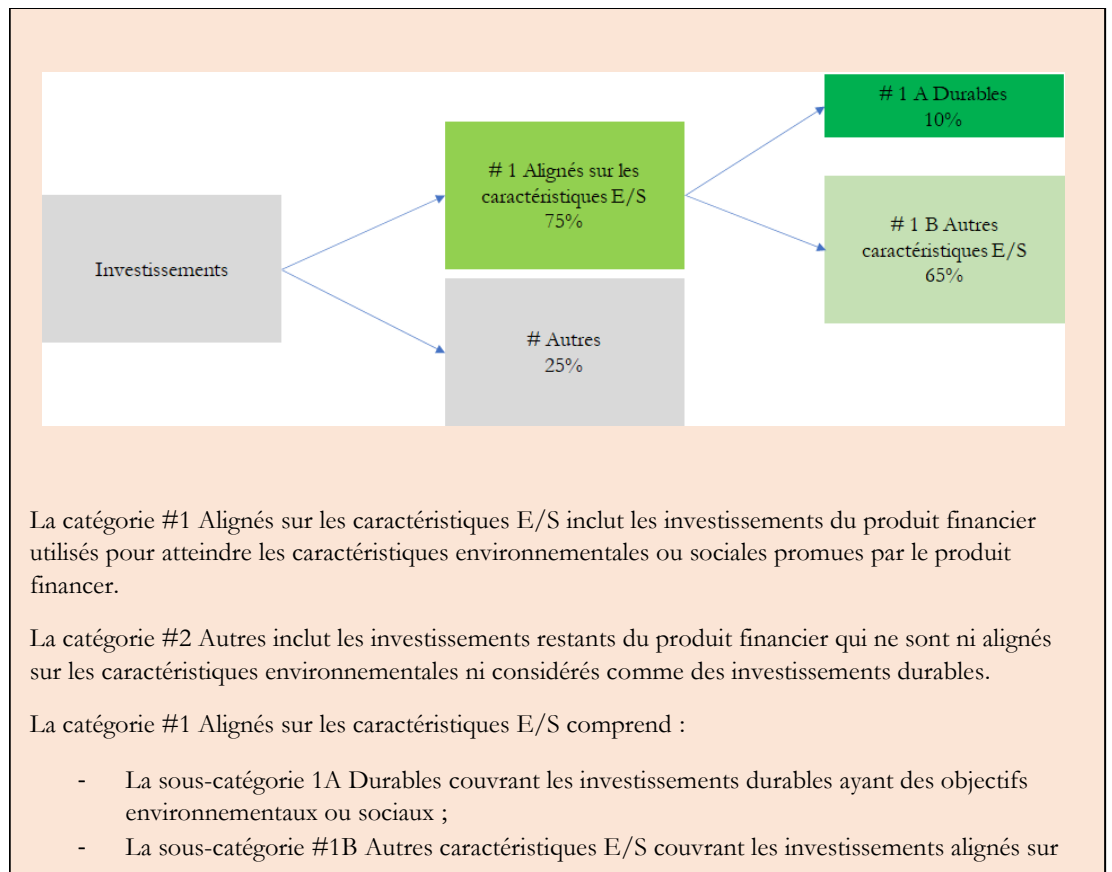 # 1 A Durables
10%
# 1 Alignés sur les
caractéristiques E/S
75%
# 1 B Autres
caractéristiques E/S
65%
Investissements
# Autres
25%
La catégorie #1 Alignés sur les caractéristiques E/S inclut les investissements du produit financier
utilisés pour atteindre les caractéristiques environnementales ou sociales promues par le produit
financer.
La catégorie #2 Autres inclut les investissements restants du produit financier qui ne sont ni alignés
sur les caractéristiques environnementales ni considérés comme des investissements durables.
La catégorie #1 Alignés sur les caractéristiques E/S comprend :
- La sous-catégorie 1A Durables couvrant les investissements durables ayant des objectifs
environnementaux ou sociaux ;
- La sous-catégorie #1B Autres caractéristiques E/S couvrant les investissements alignés sur